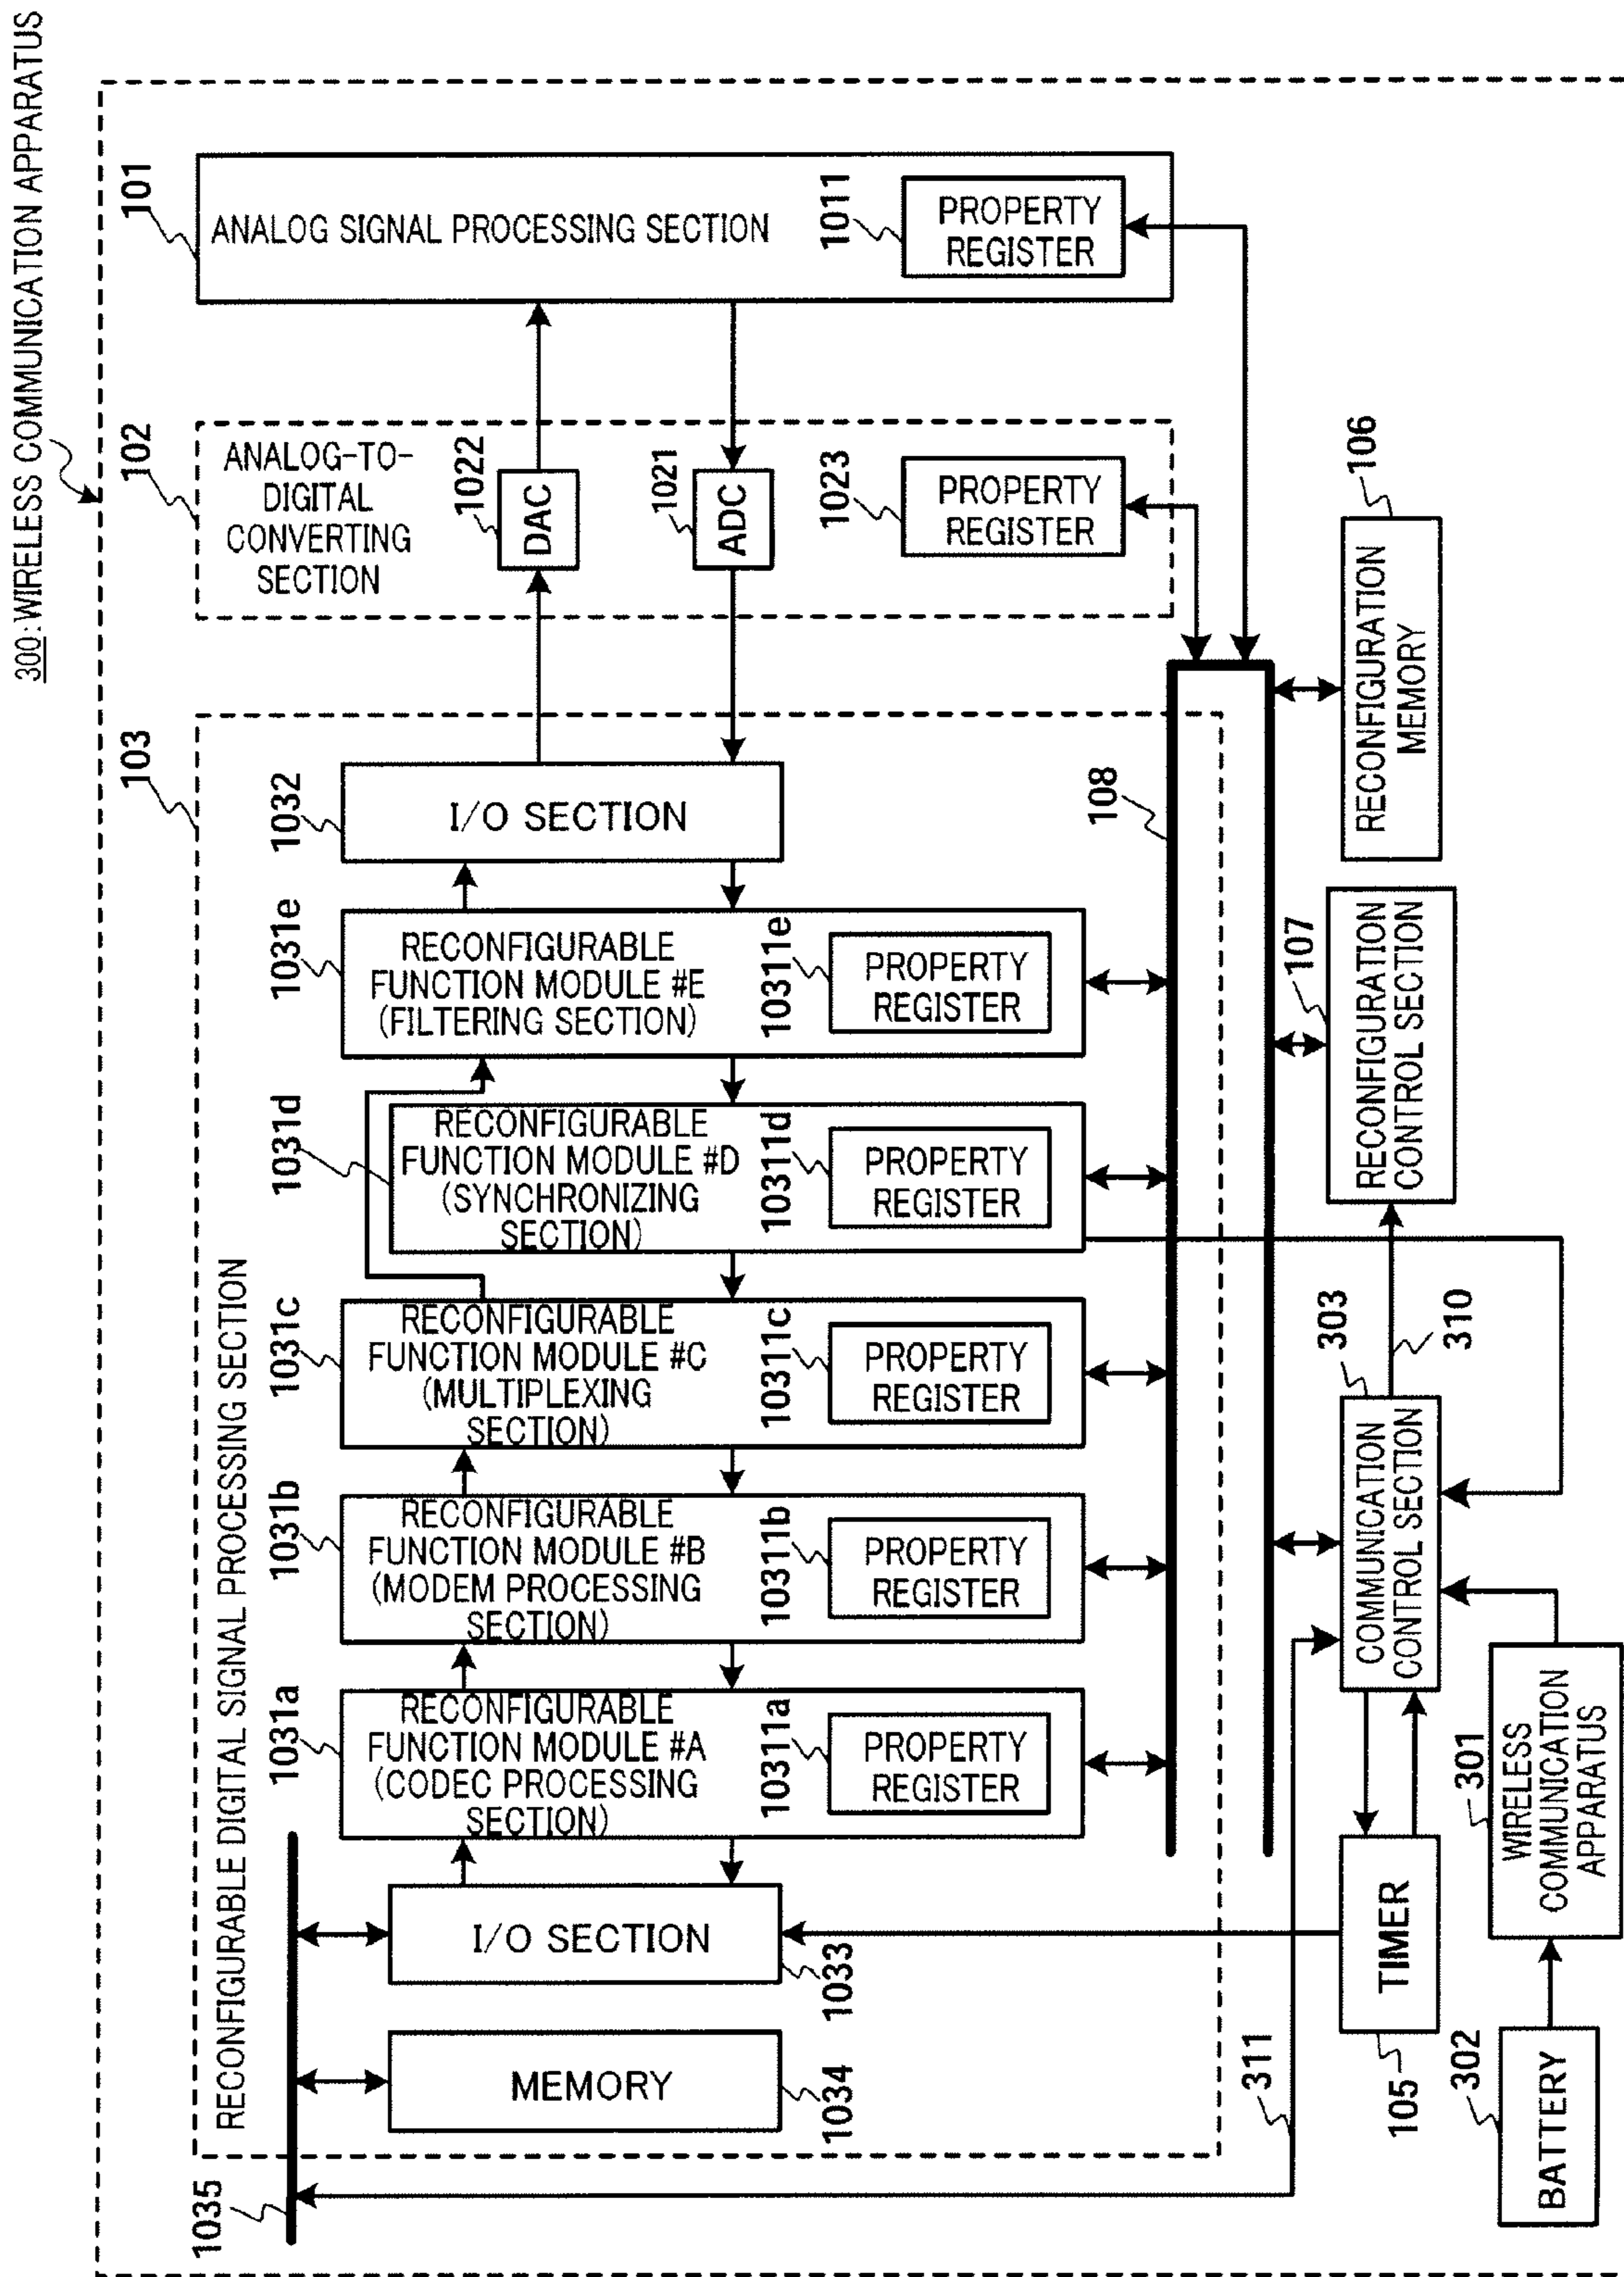 300:WIRELESS COMMUNICATION APPARATUS
103
RECONFIGURABLE DIGITAL SIGNAL PROCESSING SECTION
102
ANALOG-TO-
DIGITAL
CONVERTING
SECTION
101
ANALOG SIGNAL PROCESSING SECTION
1035
MEMORY
1034
I/O SECTION
1033
1031a
RECONFIGURABLE
FUNCTION MODULE #A
(CODEC PROCESSING
SECTION)
10311a
PROPERTY
REGISTER
1031b
RECONFIGURABLE
FUNCTION MODULE #B
(MODEM PROCESSING
SECTION)
10311b
PROPERTY
REGISTER
1031c
RECONFIGURABLE
FUNCTION MODULE #C
(MULTIPLEXING
SECTION)
10311c
PROPERTY
REGISTER
1031d
RECONFIGURABLE
FUNCTION MODULE #D
(SYNCHRONIZING
SECTION)
10311d
PROPERTY
REGISTER
1031e
RECONFIGURABLE
FUNCTION MODULE #E
(FILTERING SECTION)
10311e
PROPERTY
REGISTER
1032
I/O SECTION
1022
DAC
1021
ADC
1023
PROPERTY
REGISTER
1011
PROPERTY
REGISTER
108
311
105
TIMER
303
COMMUNICATION
CONTROL SECTION
310
107
RECONFIGURATION
CONTROL SECTION
106
RECONFIGURATION
MEMORY
302
BATTERY
301
WIRELESS
COMMUNICATION
APPARATUS